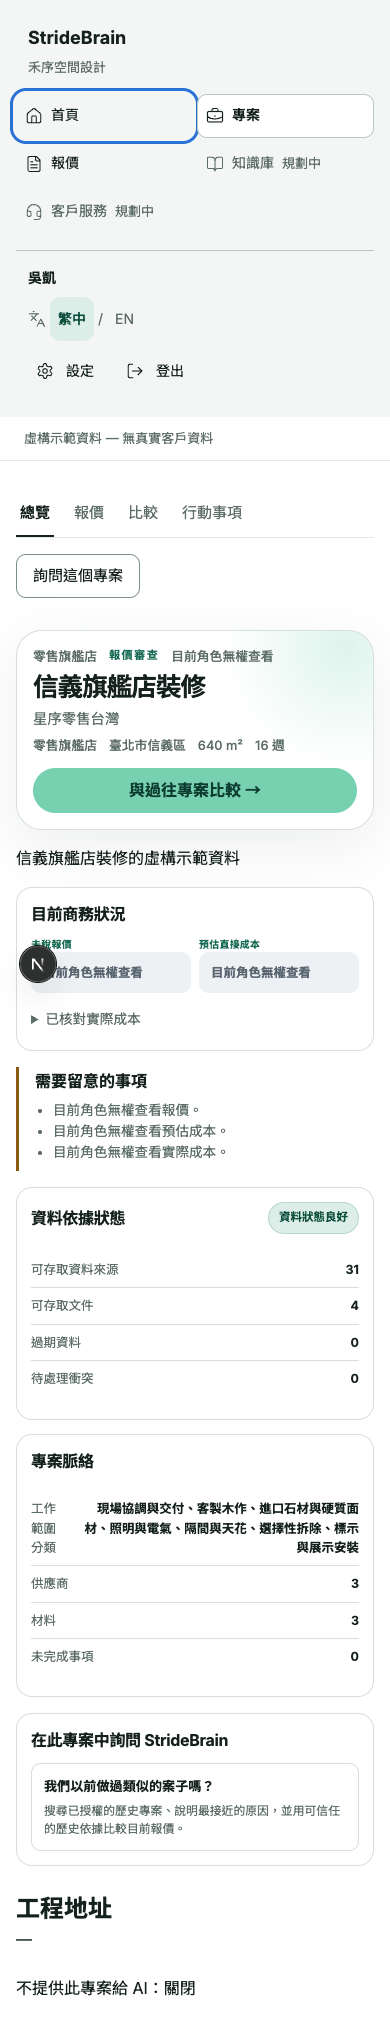 StrideBrain
禾序空間設計
首頁
專案
報價
知識庫 規劃中
客戶服務 規劃中
吳凱
繁中 / EN
設定
登出
虛構示範資料 — 無真實客戶資料
總覽 報價 比較 行動事項
詢問這個專案
零售旗艦店 報價審查 目前角色無權查看
信義旗艦店裝修
星序零售台灣
零售旗艦店 臺北市信義區 640 m² 16 週
與過往專案比較 →
信義旗艦店裝修的虛構示範資料
目前商務狀況
未稅報價 預估直接成本
N
前角色無權查看 目前角色無權查看
▶ 已核對實際成本
需要留意的事項
• 目前角色無權查看報價。
• 目前角色無權查看預估成本。
• 目前角色無權查看實際成本。
資料依據狀態 資料狀態良好
可存取資料來源 31
可存取文件 4
過期資料 0
待處理衝突 0
專案脈絡
工作範圍分類
現場協調與交付、客製木作、進口石材與硬質面
材、照明與電氣、隔間與天花、選擇性拆除、標示
與展示安裝
供應商 3
材料 3
未完成事項 0
在此專案中詢問 StrideBrain
我們以前做過類似的案子嗎？
搜尋已授權的歷史專案、說明最接近的原因，並用可信任
的歷史依據比較目前報價。
工程地址
—
不提供此專案給 AI：關閉